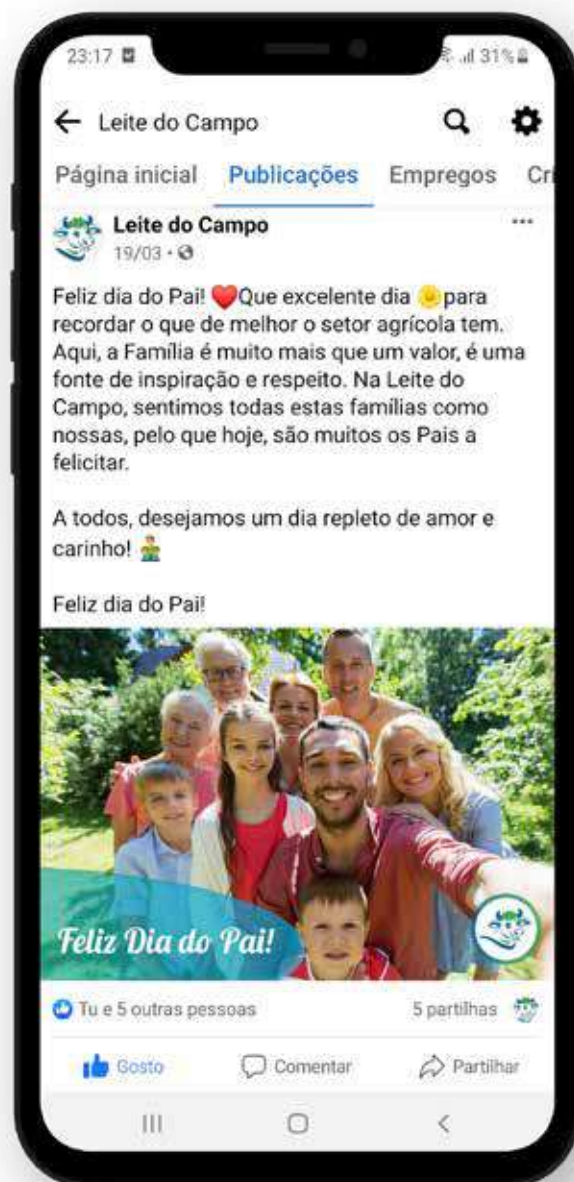 23:17
31%
Leite do Campo
Página inicial Publicações Empregos Cri
Leite do Campo
19/03
Feliz dia do Pai! ❤️Que excelente dia 🌼para
recordar o que de melhor o setor agrícola tem.
Aqui, a Família é muito mais que um valor, é uma
fonte de inspiração e respeito. Na Leite do
Campo, sentimos todas estas famílias como
nossas, pelo que hoje, são muitos os Pais a
felicitar.
A todos, desejamos um dia repleto de amor e
carinho!
Feliz dia do Pai!
Feliz Dia do Pai!
Tu e 5 outras pessoas 5 partilhas
Gosto Comentar Partilhar